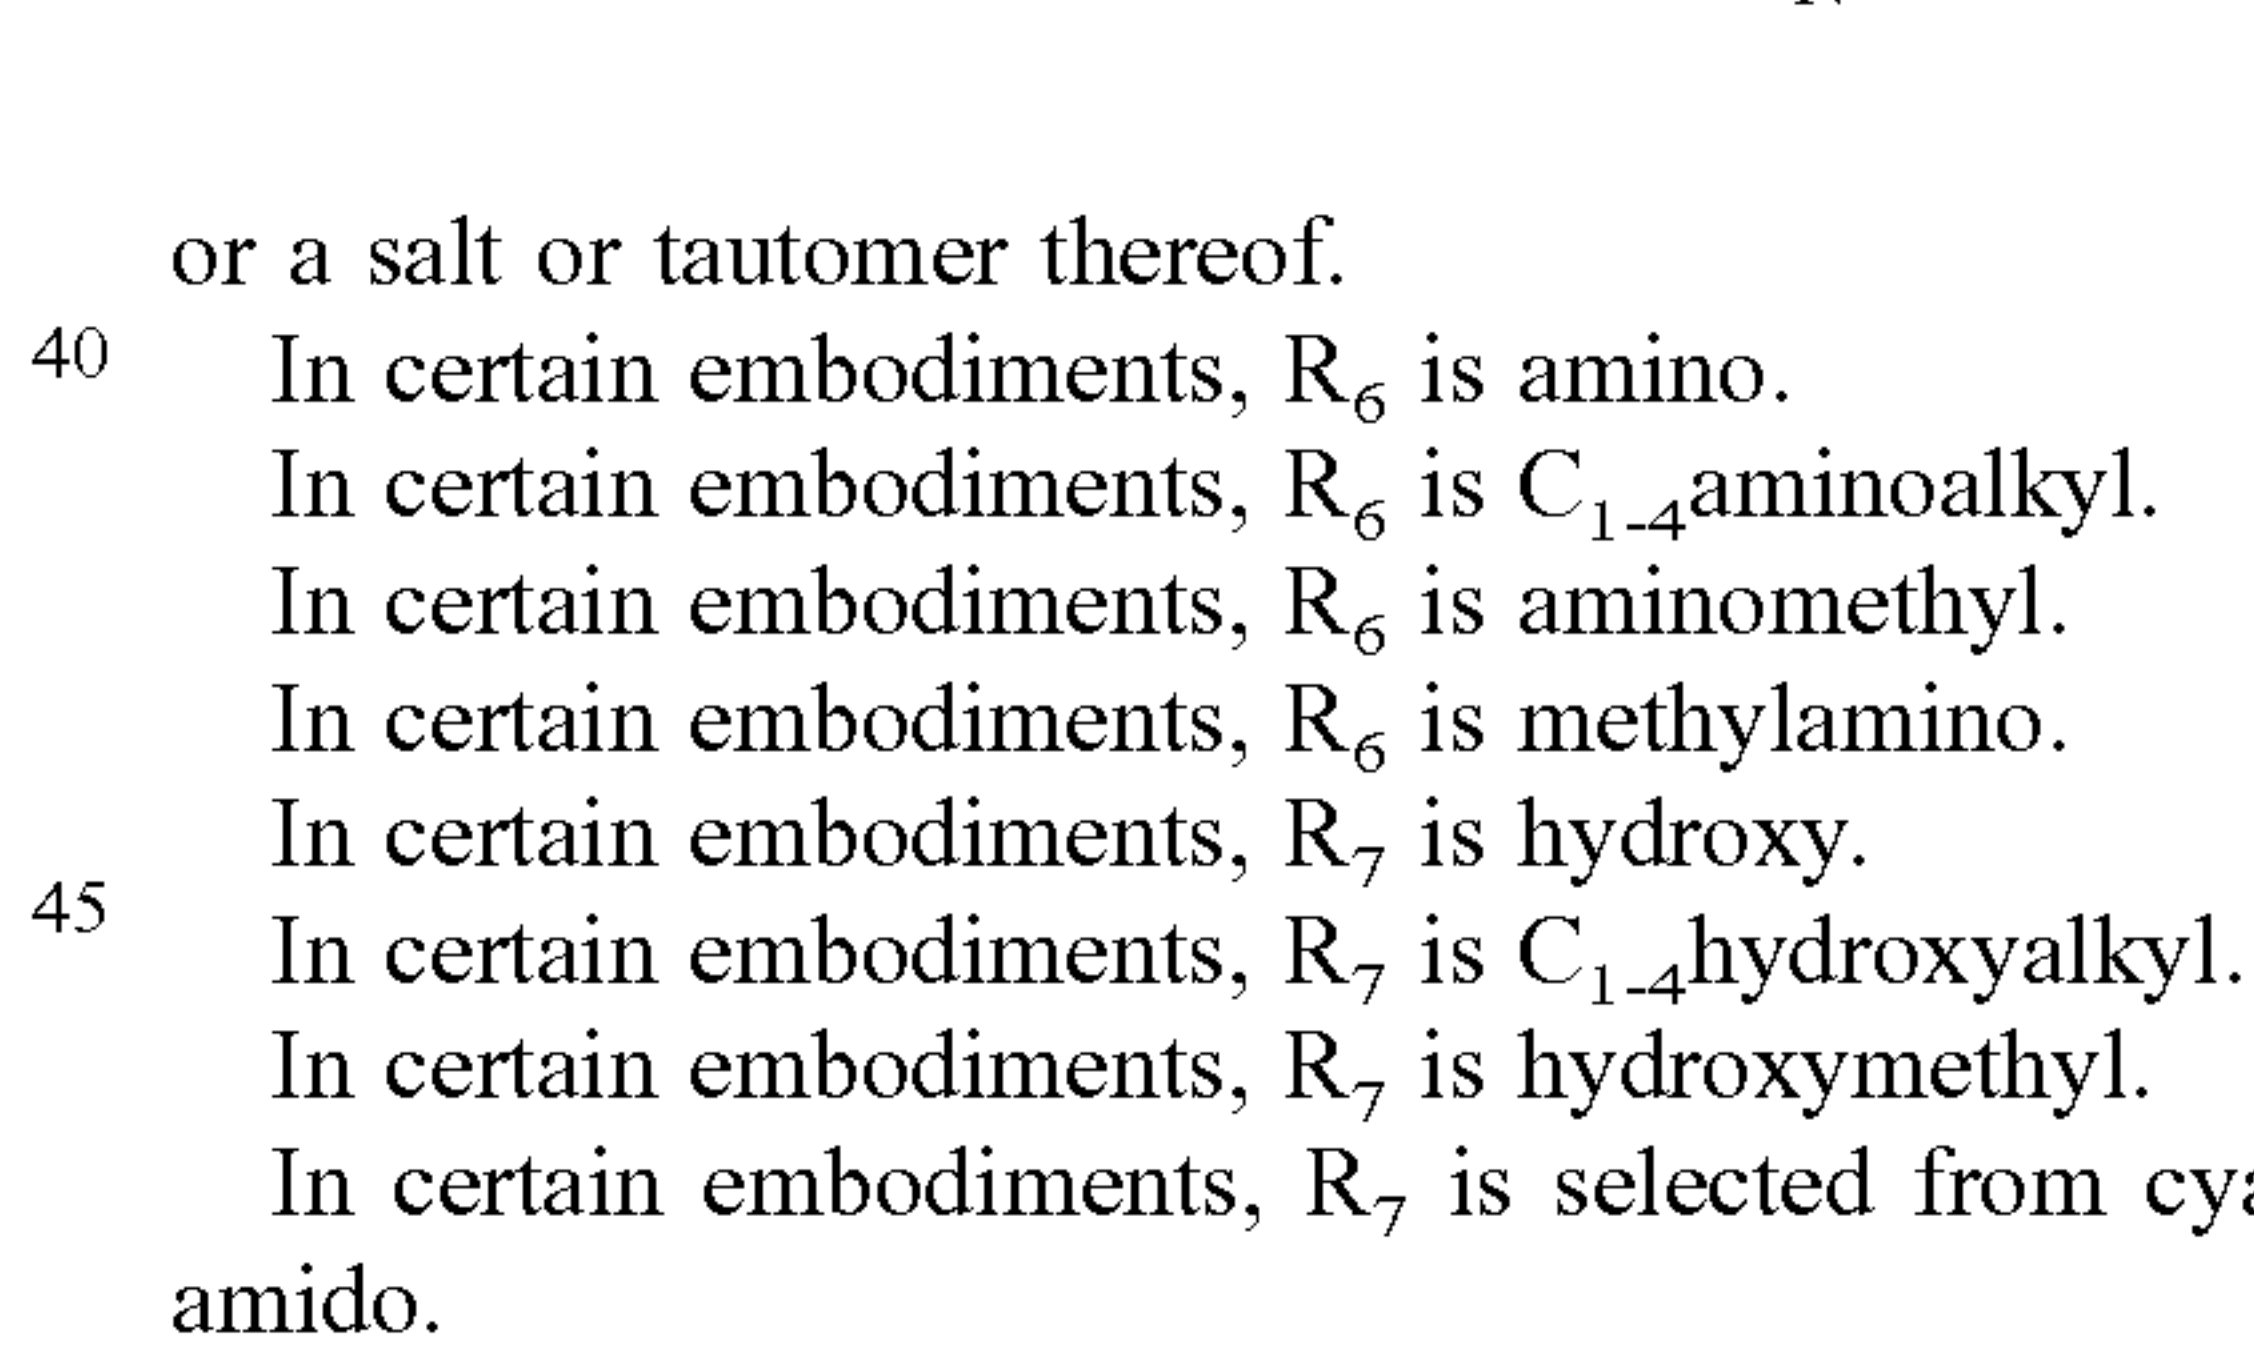 or a salt or tautomer thereof.
40 In certain embodiments, R₆ is amino.
In certain embodiments, R₆ is C₁₋₄aminoalkyl.
In certain embodiments, R₆ is aminomethyl.
In certain embodiments, R₆ is methylamino.
In certain embodiments, R₇ is hydroxy.
45 In certain embodiments, R₇ is C₁₋₄hydroxyalkyl.
In certain embodiments, R₇ is hydroxymethyl.
In certain embodiments, R₇ is selected from
amido.